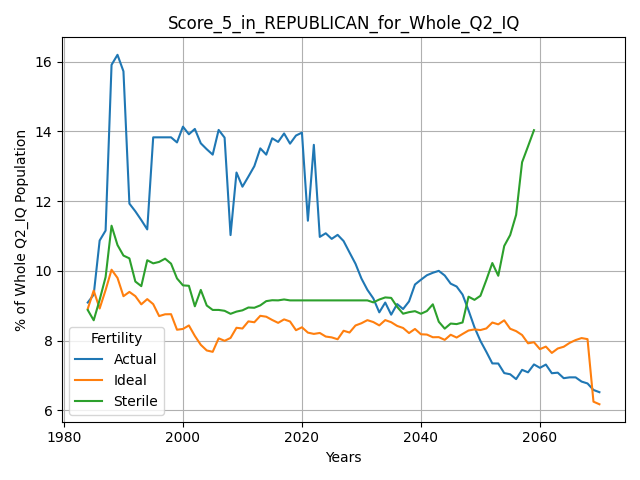 Score_5_in_REPUBLICAN_for_Whole_Q2_IQ
% of Whole Q2_IQ Population
16
14
12
10
8
6
Fertility
Actual
Ideal
Sterile
1980 2000 2020 2040 2060
Years